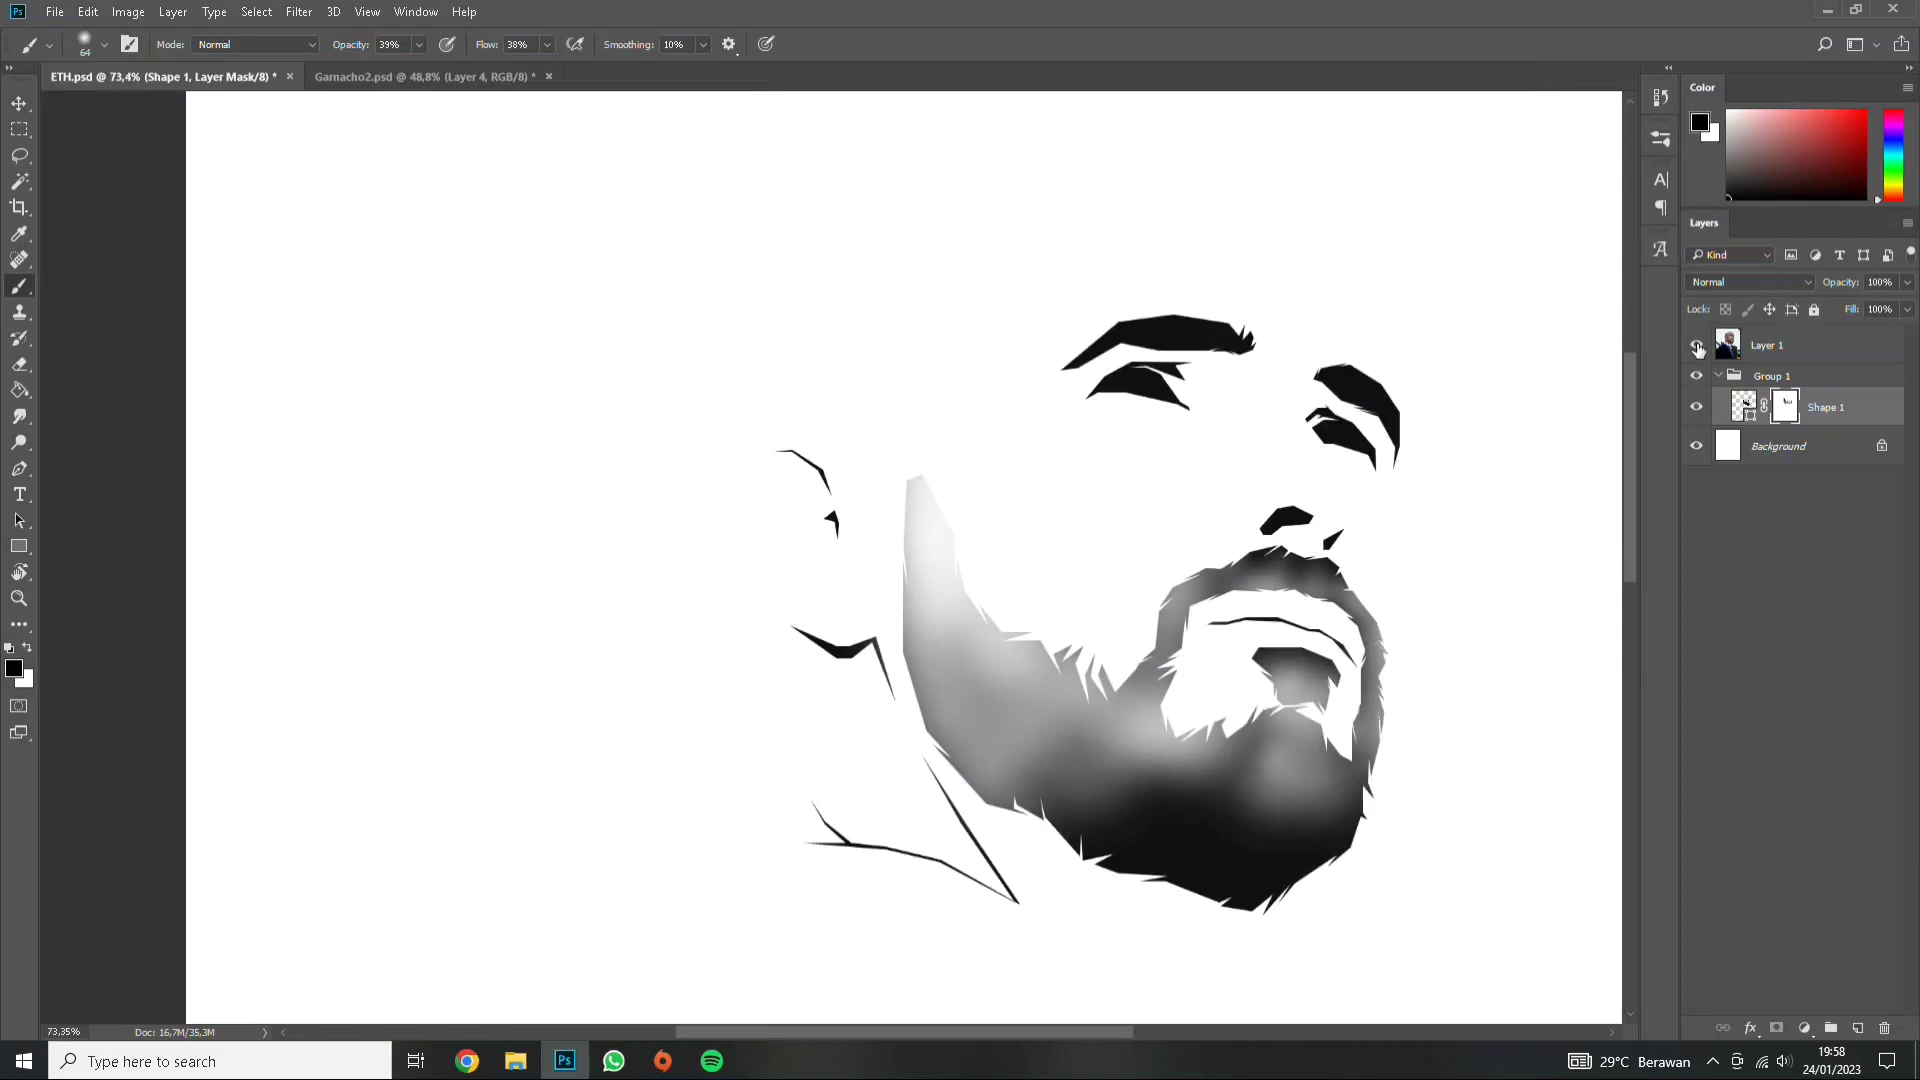 Ps File Edit Image Layer Type Select Filter 3D View Window Help
64 Mode: Normal Opacity: 39% Flow: 38% Smoothing: 10%
ETH.psd @ 73,4% (Shape 1, Layer Mask/8) * × Garnacho2.psd @ 48,8% (Layer 4, RGB/8) * ×
Color
Layers
Kind
Normal Opacity: 100%
Lock: Fill: 100%
Layer 1
Group 1
Shape 1
Background
73,35% Doc: 16,7M/35,3M
Type here to search
Ps
29°C Berawan
19:58
24/01/2023